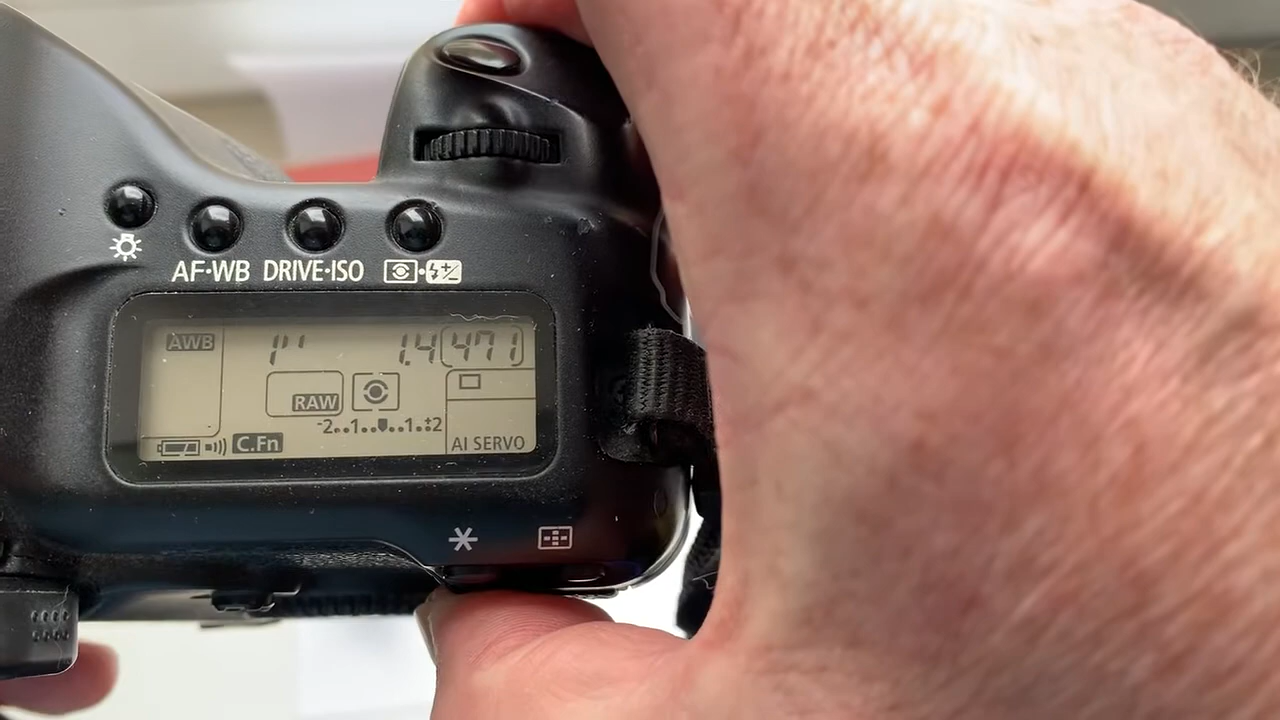 AF•WB DRIVE•ISO
AWB 1" 1.4 471
RAW
-2..1..▼..1.±2
C.Fn AI SERVO